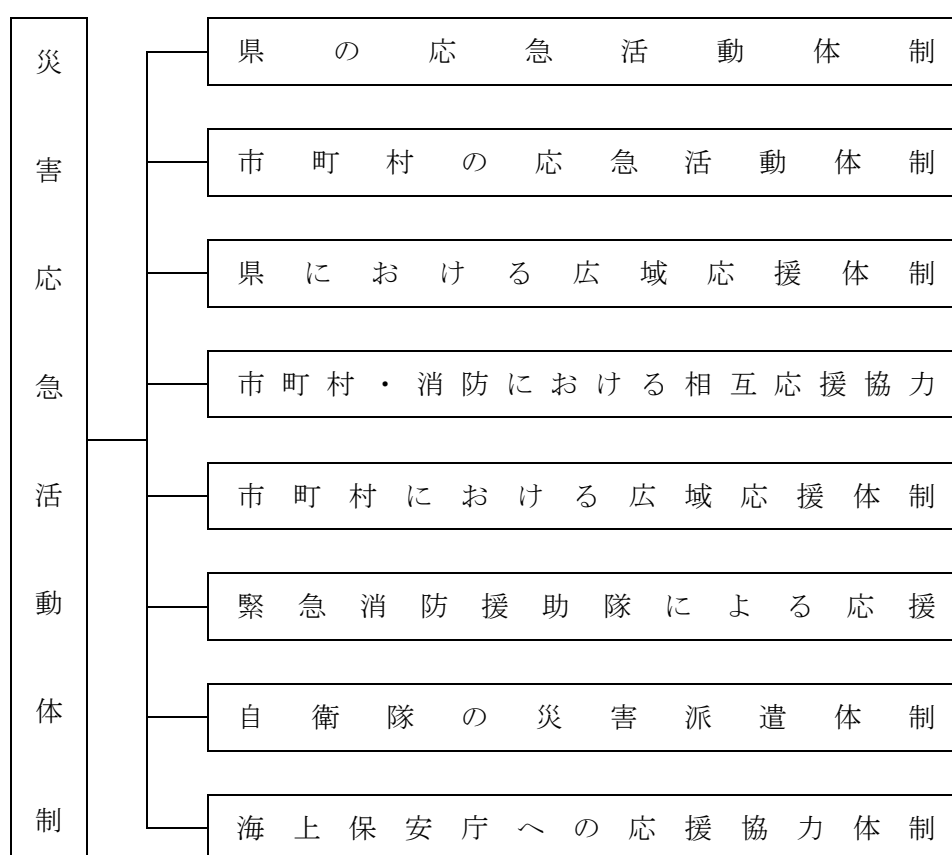 災害応急活動体制
県の応急活動体制
市町村の応急活動体制
県における広域応援体制
市町村・消防における相互応援協力
市町村における広域応援体制
緊急消防援助隊による応援
自衛隊の災害派遣体制
海上保安庁への応援協力体制